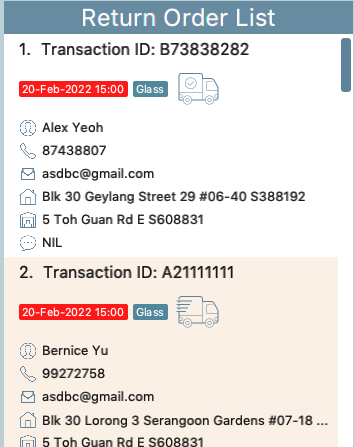 Return Order List
1. Transaction ID: B73838282
20-Feb-2022 15:00 Glass
Alex Yeoh
87438807
asdbc@gmail.com
Blk 30 Geylang Street 29 #06-40 S388192
5 Toh Guan Rd E S608831
NIL
2. Transaction ID: A21111111
20-Feb-2022 15:00 Glass
Bernice Yu
99272758
asdbc@gmail.com
Blk 30 Lorong 3 Serangoon Gardens #07-18 ...
5 Toh Guan Rd E S608831